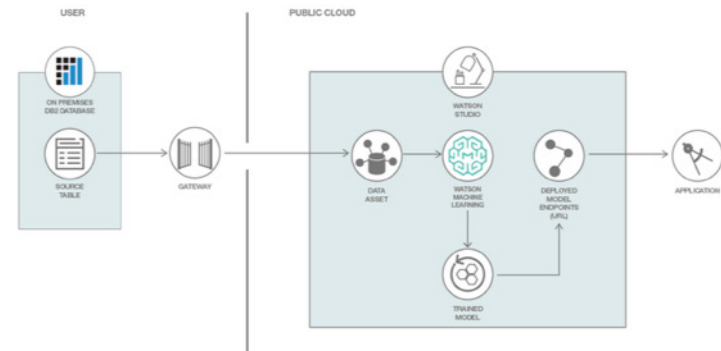 USER
PUBLIC CLOUD
ON PREMISES
DB2 DATABASE
WATSON
STUDIO
SOURCE
TABLE
GATEWAY
DATA
ASSET
WATSON
MACHINE
LEARNING
DEPLOYED
MODEL
ENDPOINTS
(URL)
APPLICATION
TRAINED
MODEL